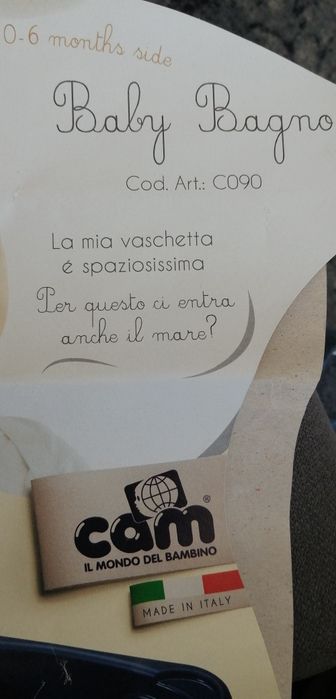 0-6 months side
Baby Bagno
Cod. Art.: C090
La mia vaschetta
é spaziosissima
Per questo ci entra
anche il mare?
cam®
IL MONDO DEL BAMBINO
MADE IN ITALY